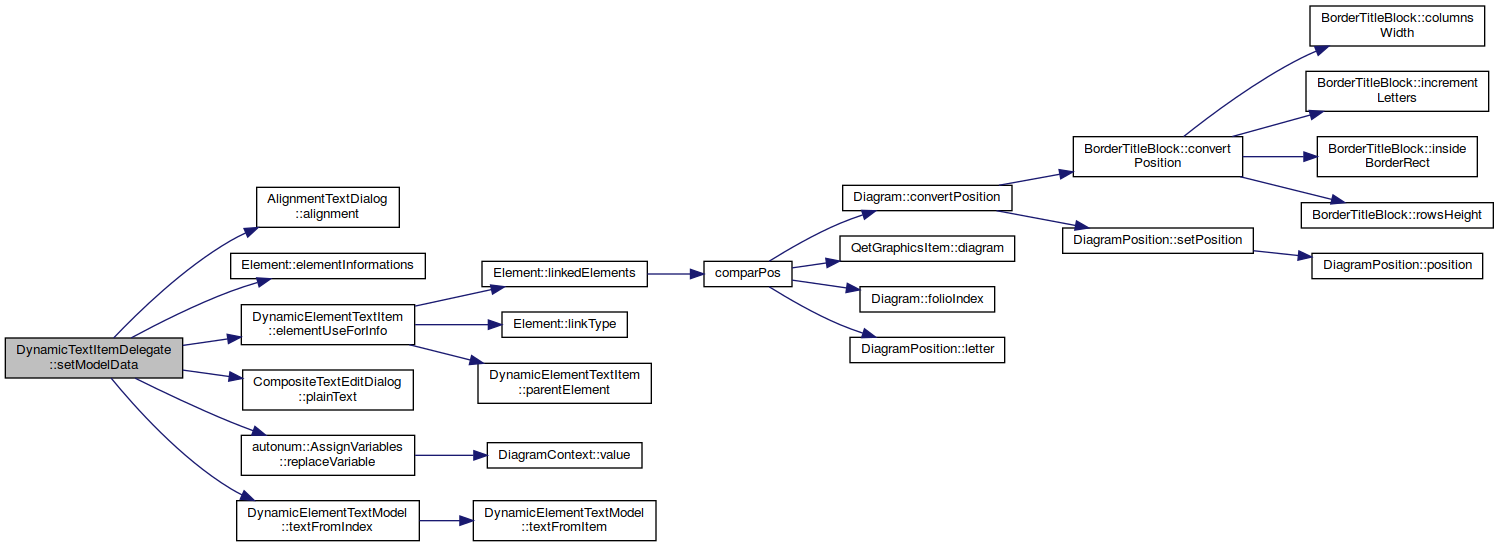 DynamicTextItemDelegate
::setModelData
AlignmentTextDialog
::alignment
Element::elementInformations
DynamicElementTextItem
::elementUseForInfo
CompositeTextEditDialog
::plainText
autonum::AssignVariables
::replaceVariable
DynamicElementTextModel
::textFromIndex
Element::linkedElements
Element::linkType
DynamicElementTextItem
::parentElement
DiagramContext::value
DynamicElementTextModel
::textFromItem
comparPos
Diagram::convertPosition
QetGraphicsItem::diagram
Diagram::folioIndex
DiagramPosition::letter
BorderTitleBlock::convert
Position
DiagramPosition::setPosition
BorderTitleBlock::columns
Width
BorderTitleBlock::increment
Letters
BorderTitleBlock::inside
BorderRect
BorderTitleBlock::rowsHeight
DiagramPosition::position